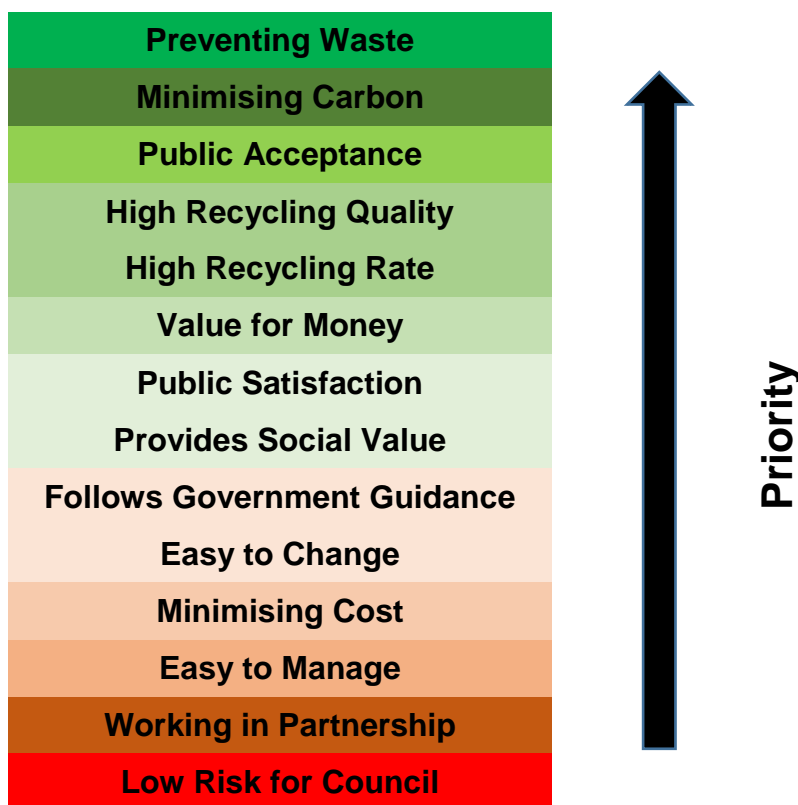 Preventing Waste
Minimising Carbon
Public Acceptance
High Recycling Quality
High Recycling Rate
Value for Money
Public Satisfaction
Provides Social Value
Follows Government Guidance
Easy to Change
Minimising Cost
Easy to Manage
Working in Partnership
Low Risk for Council
Priority